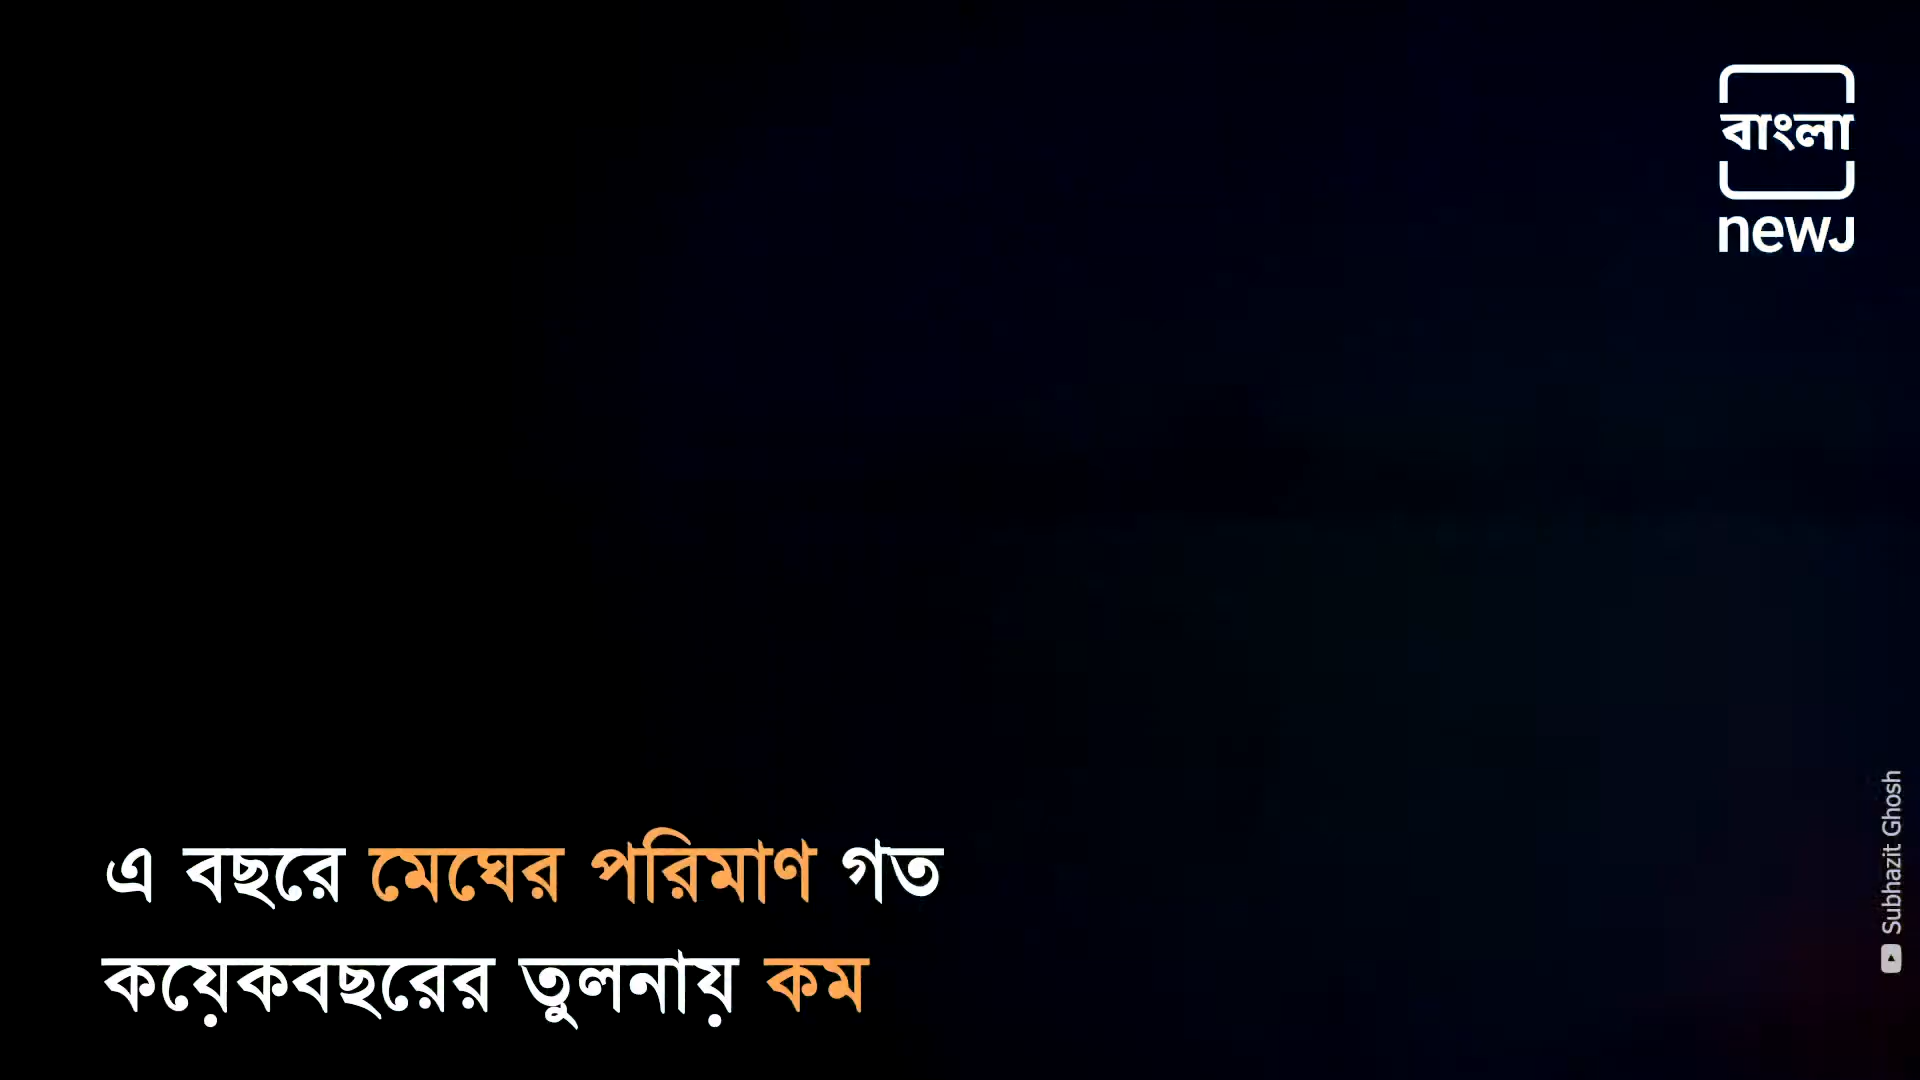 বাংলা
newJ
এ বছরে মেঘের পরিমাণ গত
কয়েকবছরের তুলনায় কম
Subhazit Ghosh